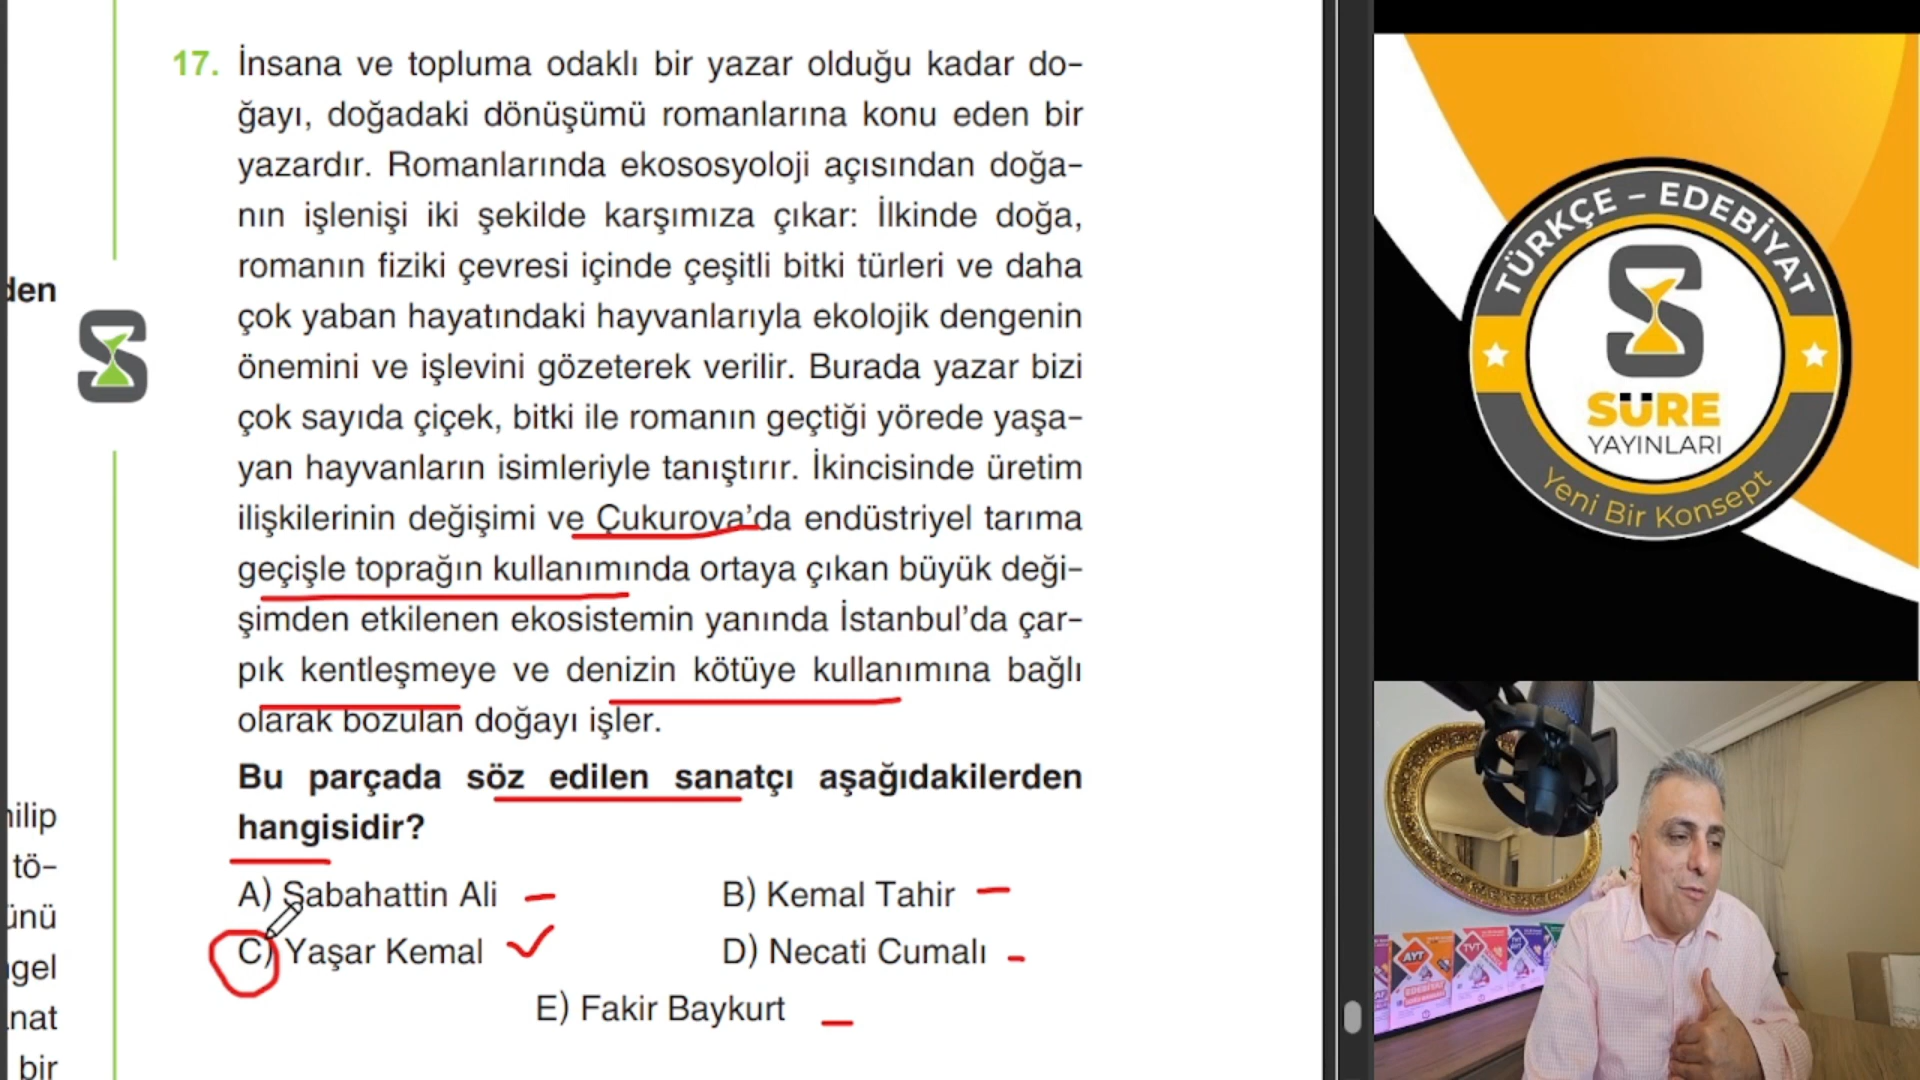 den
hilip
tö-
ünü
gel
nat
bir
17. İnsana ve topluma odaklı bir yazar olduğu kadar do-
ğayı, doğadaki dönüşümü romanlarına konu eden bir
yazardır. Romanlarında ekososyoloji açısından doğa-
nın işlenişi iki şekilde karşımıza çıkar: İlkinde doğa,
romanın fiziki çevresi içinde çeşitli bitki türleri ve daha
çok yaban hayatındaki hayvanlarıyla ekolojik dengenin
önemini ve işlevini gözeterek verilir. Burada yazar bizi
çok sayıda çiçek, bitki ile romanın geçtiği yörede yaşa-
yan hayvanların isimleriyle tanıştırır. İkincisinde üretim
ilişkilerinin değişimi ve Çukurova'da endüstriyel tarıma
geçişle toprağın kullanımında ortaya çıkan büyük deği-
şimden etkilenen ekosistemin yanında İstanbul'da çar-
pık kentleşmeye ve denizin kötüye kullanımına bağlı
olarak bozulan doğayı işler.
Bu parçada söz edilen sanatçı aşağıdakilerden
hangisidir?
A) Sabahattin Ali
B) Kemal Tahir
C) Yaşar Kemal
D) Necati Cumalı
E) Fakir Baykurt
TÜRKÇE – EDEBİYAT
SÜRE
YAYINLARI
Yeni Bir Konsept
AYT
EDEBİYAT
TYT